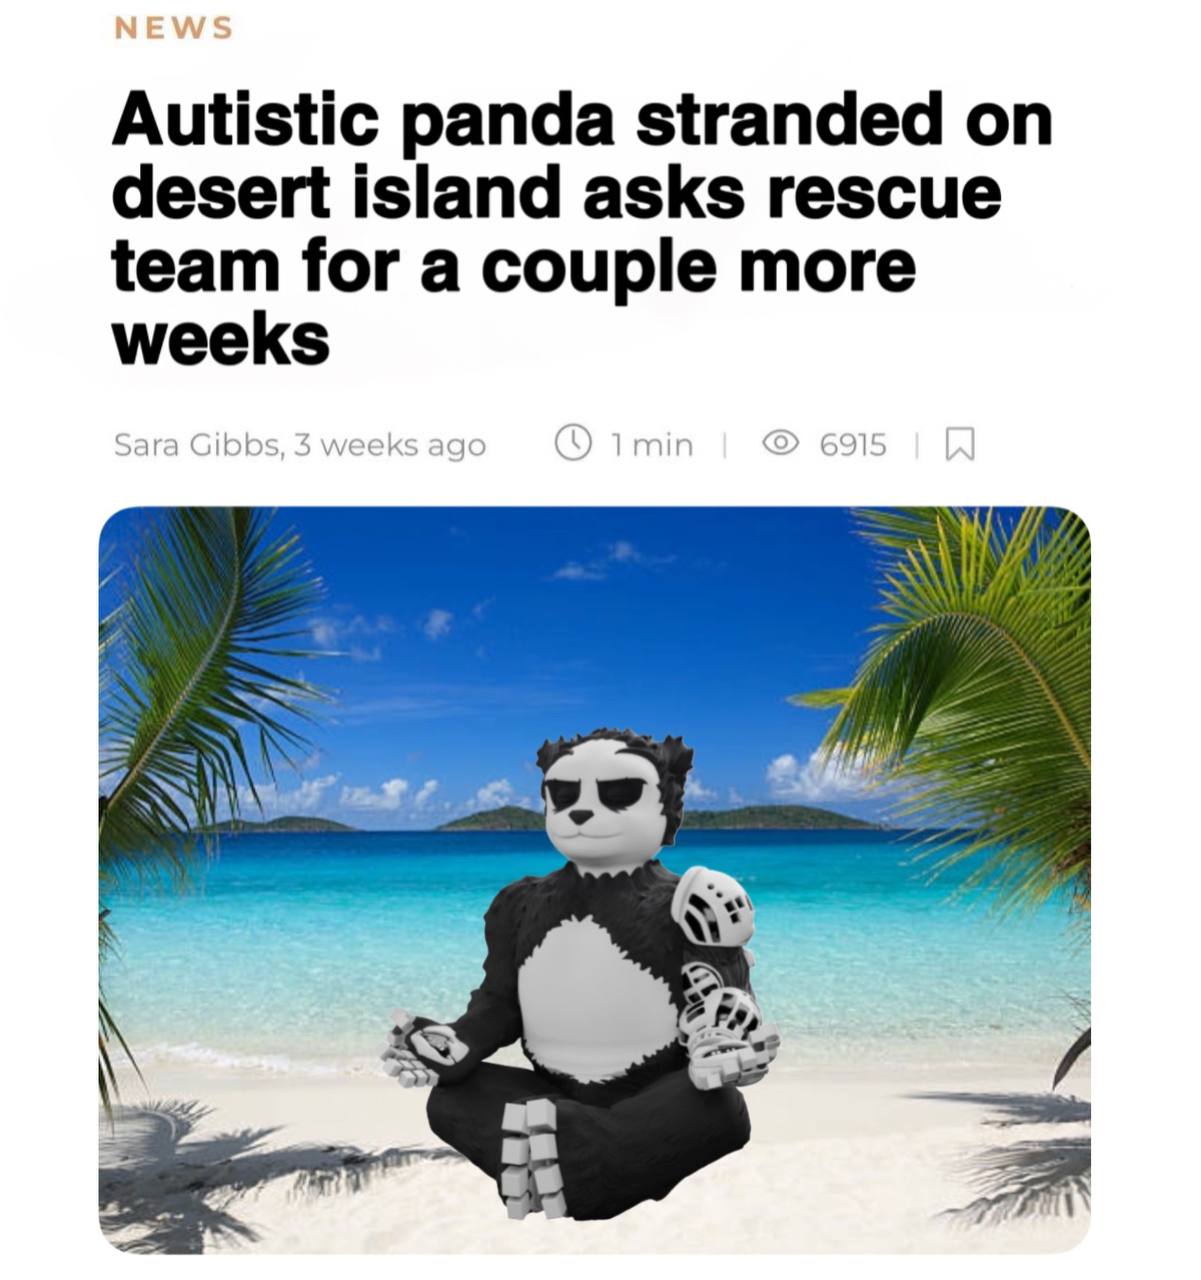 NEWS
Autistic panda stranded on
desert island asks rescue
team for a couple more
weeks
Sara Gibbs, 3 weeks ago 1 min | 6915 |